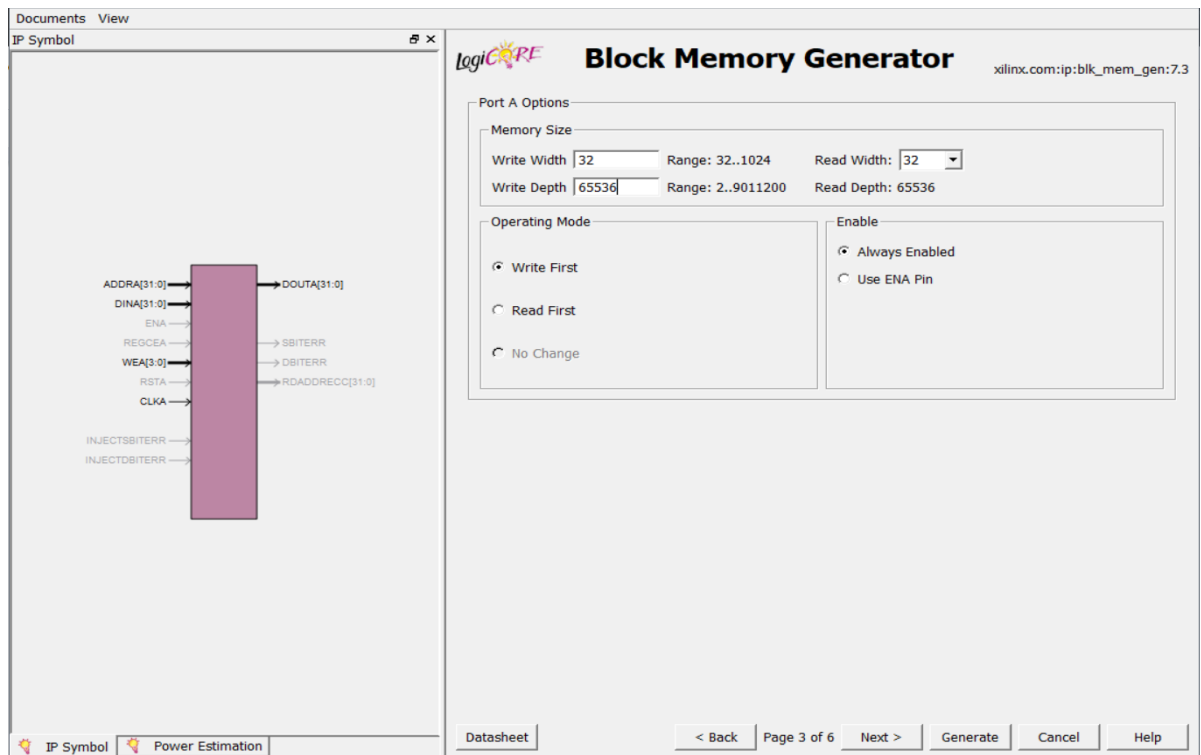 Documents View
IP Symbol
ADDRA[31:0]
DOUTA[31:0]
DINA[31:0]
ENA
REGCEA
SBITERR
WEA[3:0]
DBITERR
RSTA
RDADDRECC[31:0]
CLKA
INJECTSBITERR
INJECTDBITERR
IP Symbol Power Estimation
LogiCORE
Block Memory Generator
xilinx.com:ip:blk_mem_gen:7.3
Port A Options
Memory Size
Write Width 32 Range: 32..1024 Read Width: 32
Write Depth 65536 Range: 2..9011200 Read Depth: 65536
Operating Mode
Write First
Read First
No Change
Enable
Always Enabled
Use ENA Pin
Datasheet < Back Page 3 of 6 Next > Generate Cancel Help